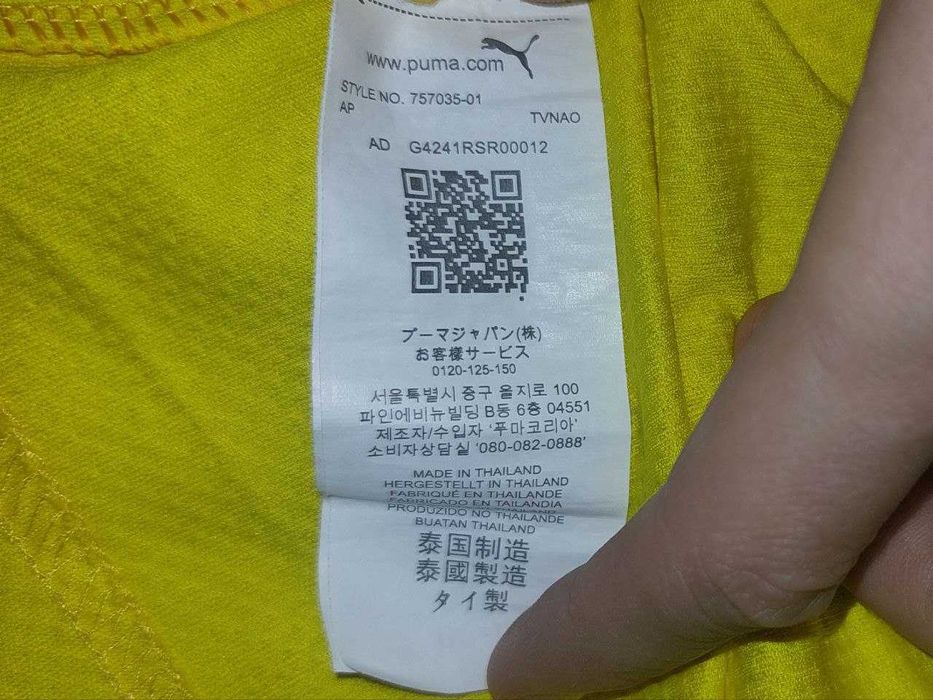 www.puma.com
STYLE NO. 757035-01
AP
TVNAO
AD G4241RSR00012
プーマジャパン(株)
お客様サービス
0120-125-150
서울특별시 중구 을지로 100
파인에비뉴빌딩 B동 6층 04551
제조자/수입자 '푸마코리아'
소비자상담실 '080-082-0888'
MADE IN THAILAND
HERGESTELLT IN THAILAND
FABRIQUÉ EN THAILANDE
FABRICADO EN TAILANDIA
PRODUZIDO NO THAILANDE
BUATAN THAILAND
泰国制造
泰國製造
タイ製